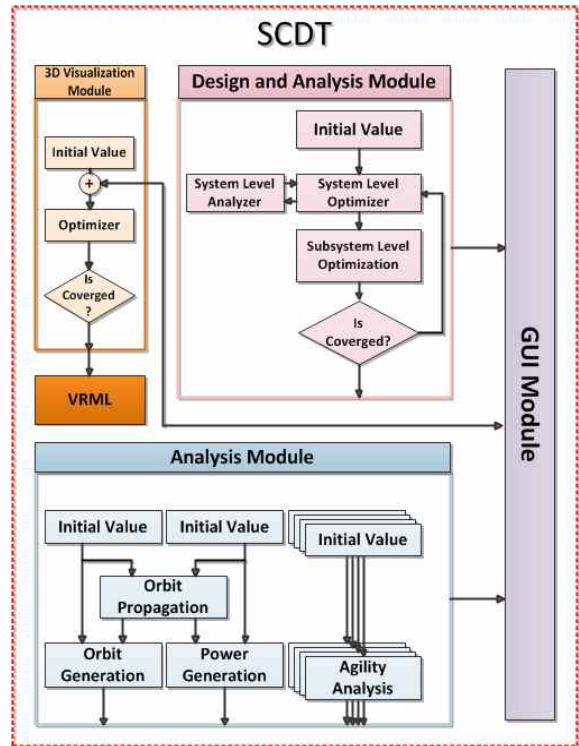 SCDT
3D Visualization
Module
Initial Value
+
Optimizer
Is
Coverged
?
VRML
Design and Analysis Module
Initial Value
System Level
Analyzer
System Level
Optimizer
Subsystem Level
Optimization
Is
Coverged?
GUI Module
Analysis Module
Initial Value
Initial Value
Initial Value
Orbit
Propagation
Orbit
Generation
Power
Generation
Agility
Analysis